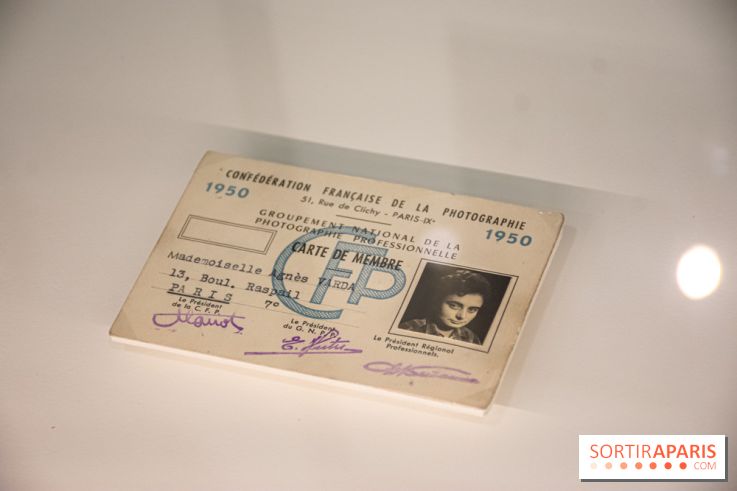 CONFÉDÉRATION FRANÇAISE DE LA PHOTOGRAPHIE
51, Rue de Clichy - PARIS-IXe
1950
1950
GROUPEMENT NATIONAL DE LA
PHOTOGRAPHIE PROFESSIONNELLE
CARTE DE MEMBRE
CFP
Mademoiselle Agnès VARDA
13, Boul. Raspail
PARIS 7°
Le Président
de la C. F. P.
Le Président
du G. N. P. P.
Le Président Régional
Professionnels.
SORTIRAPARIS
.COM